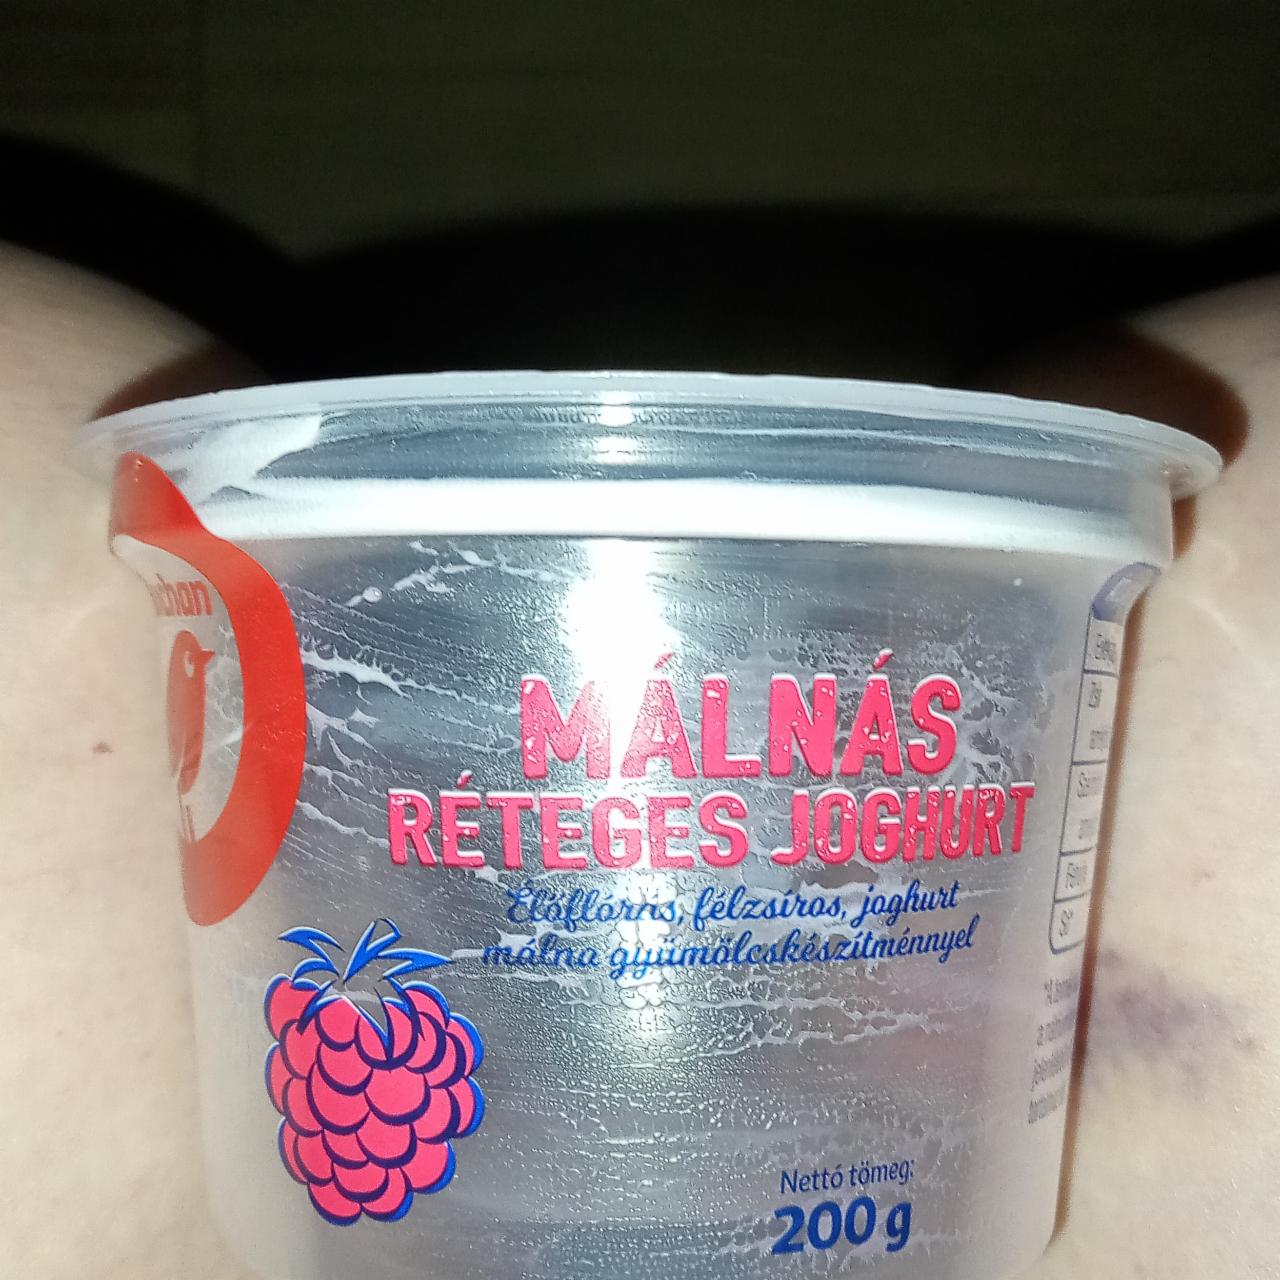 MÁLNÁS
RÉTEGES JOGHURT
Élőflórás, félzsíros, joghurt
málna gyümölcskészítménnyel
Nettó tömeg:
200 g